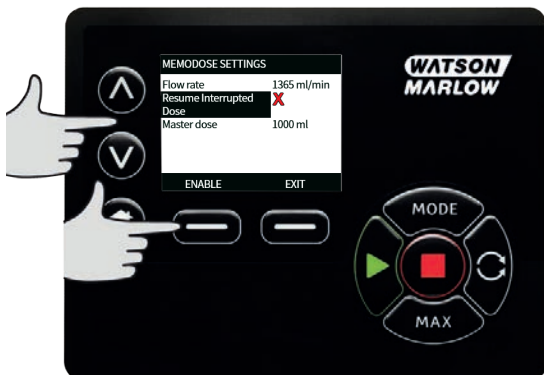 MEMODOSE SETTINGS
Flow rate 1365 ml/min
Resume Interrupted X
Dose
Master dose 1000 ml
ENABLE EXIT
WATSON
MARLOW
MODE
MAX